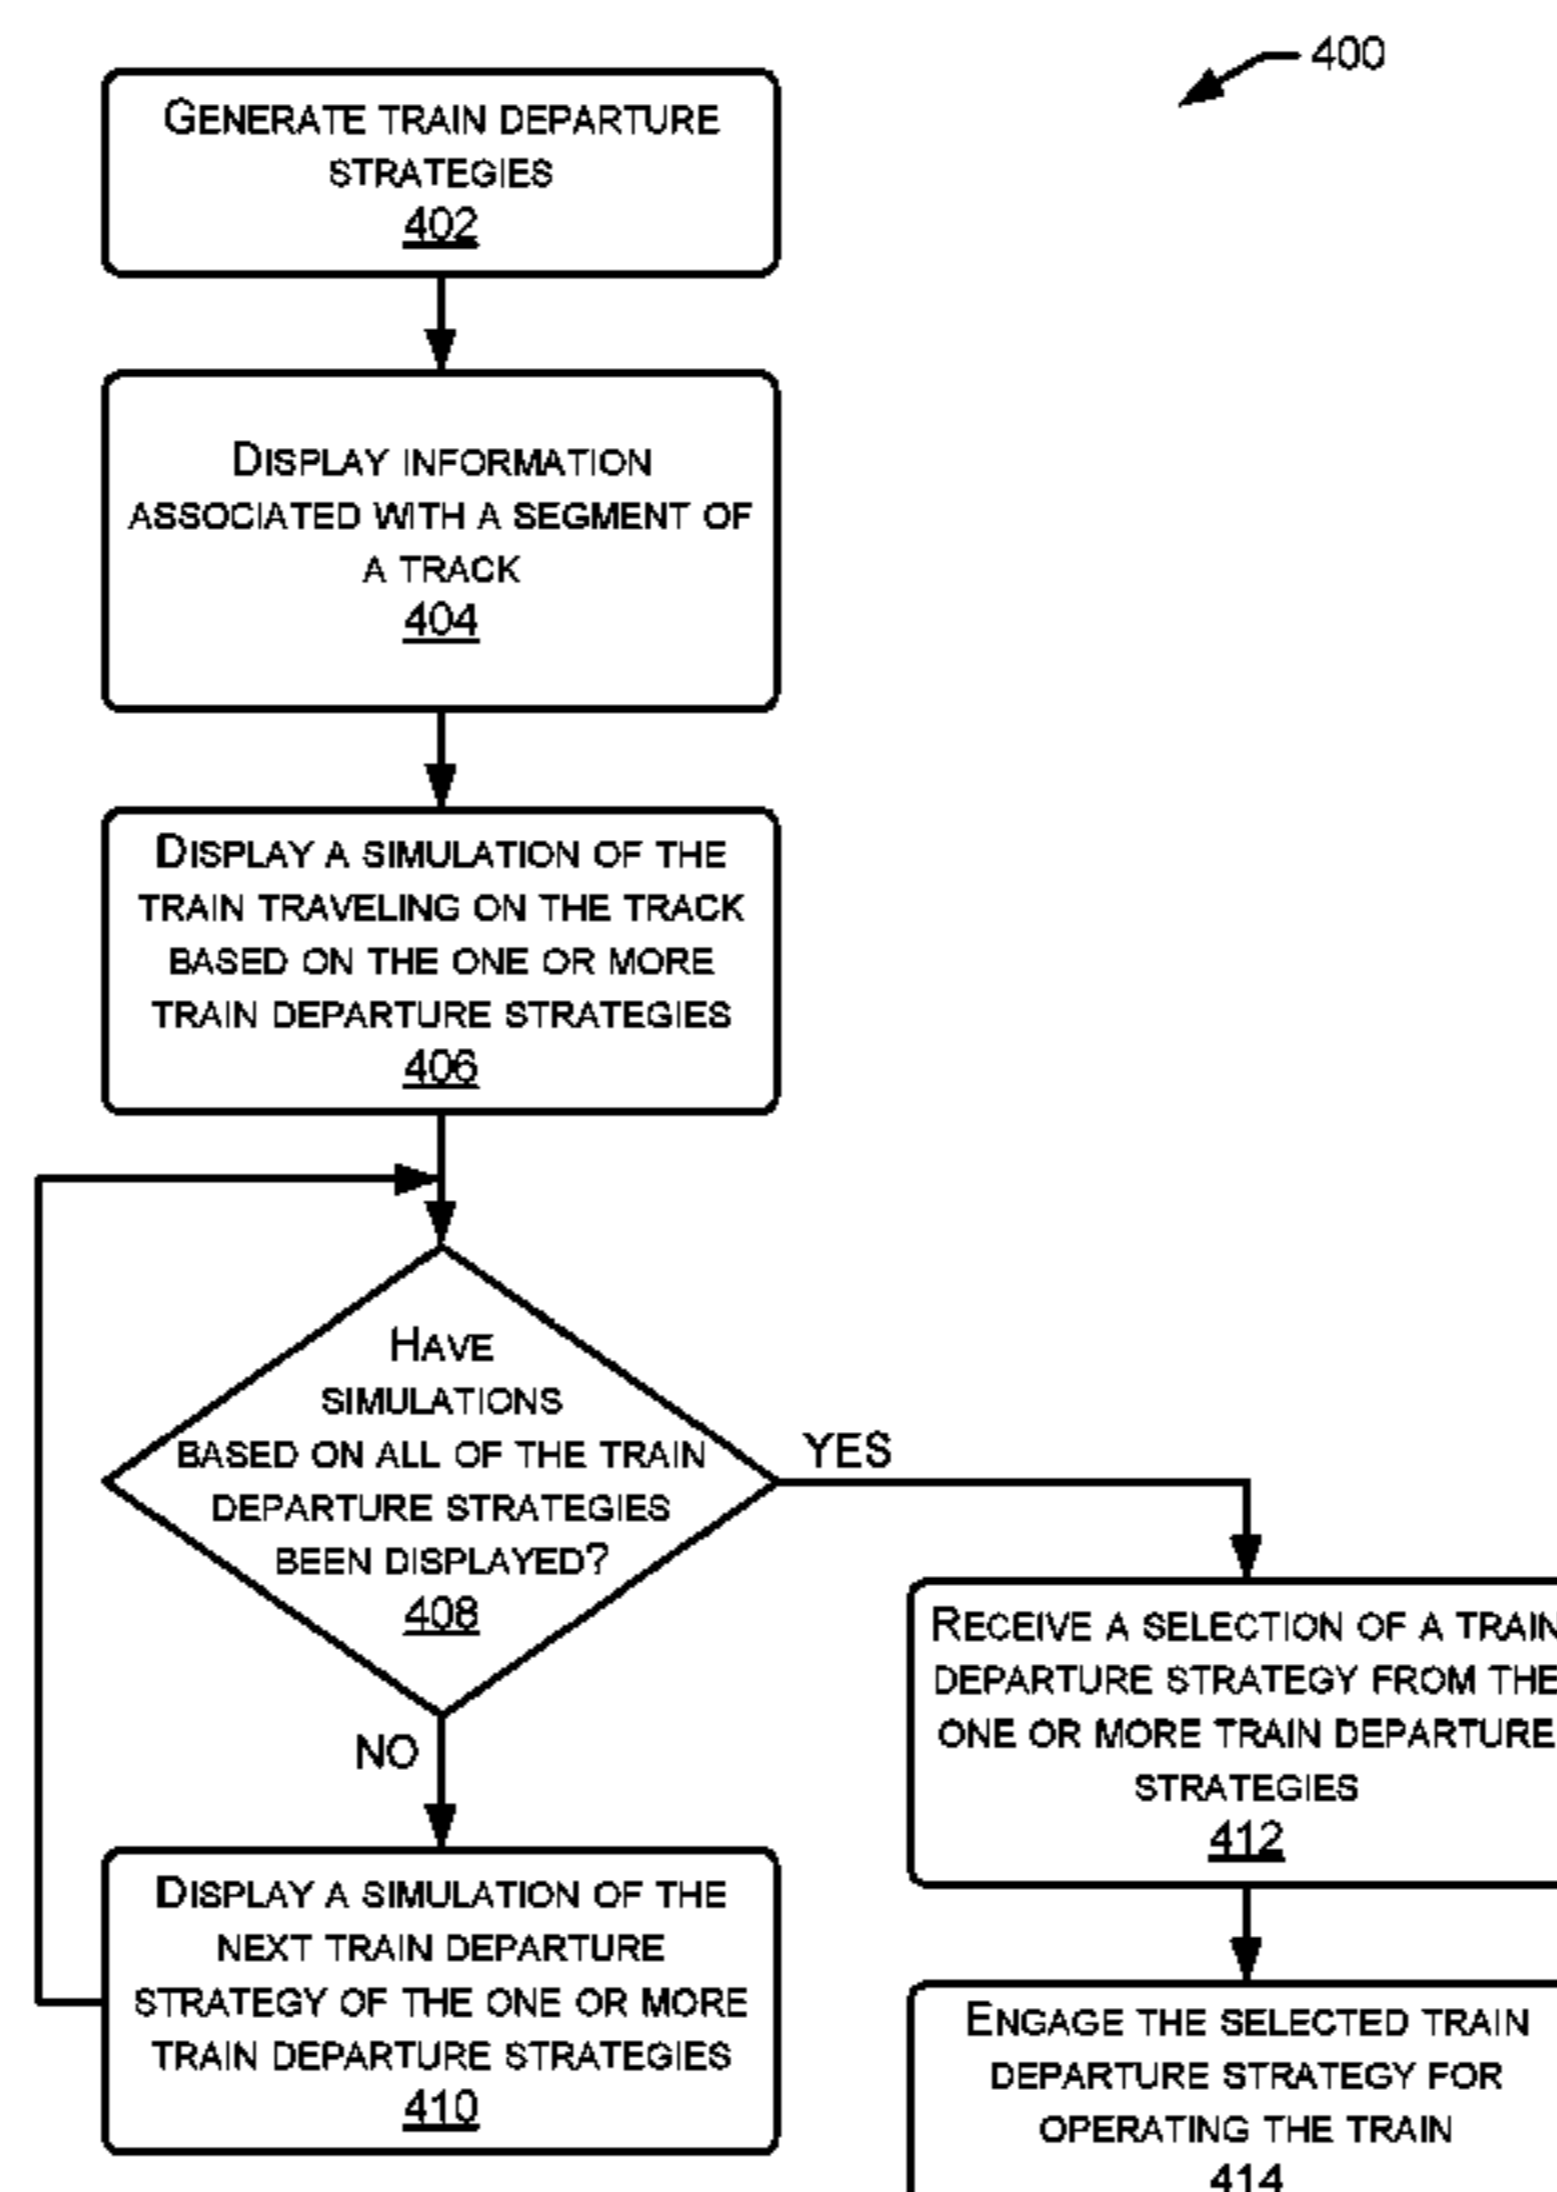 400
GENERATE TRAIN DEPARTURE
STRATEGIES
402
DISPLAY INFORMATION
ASSOCIATED WITH A SEGMENT OF
A TRACK
404
DISPLAY A SIMULATION OF THE
TRAIN TRAVELING ON THE TRACK
BASED ON THE ONE OR MORE
TRAIN DEPARTURE STRATEGIES
406
HAVE
SIMULATIONS
BASED ON ALL OF THE TRAIN
DEPARTURE STRATEGIES
BEEN DISPLAYED?
408
YES
NO
DISPLAY A SIMULATION OF THE
NEXT TRAIN DEPARTURE
STRATEGY OF THE ONE OR MORE
TRAIN DEPARTURE STRATEGIES
410
RECEIVE A SELECTION OF A TRAIN
DEPARTURE STRATEGY FROM THE
ONE OR MORE TRAIN DEPARTURE
STRATEGIES
412
ENGAGE THE SELECTED TRAIN
DEPARTURE STRATEGY FOR
OPERATING THE TRAIN
414